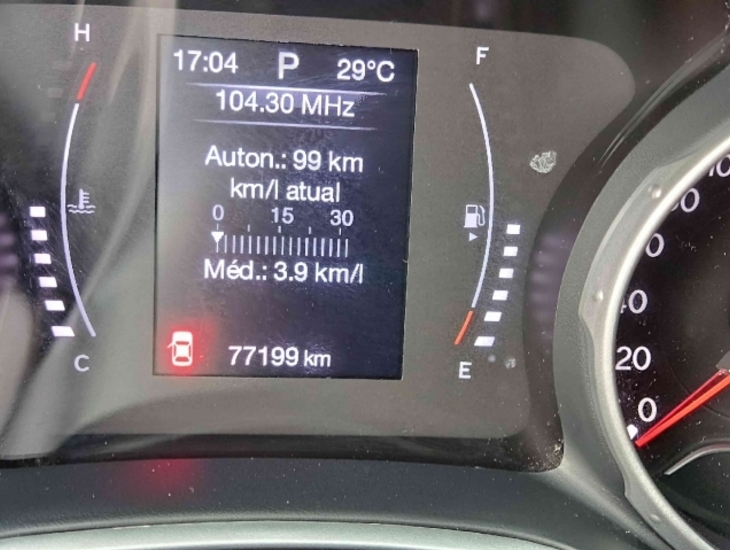 H
17:04 P 29°C
F
104.30 MHz
Auton.: 99 km
km/l atual
0 15 30
Méd.: 3.9 km/l
77199 km
C
E
20
0